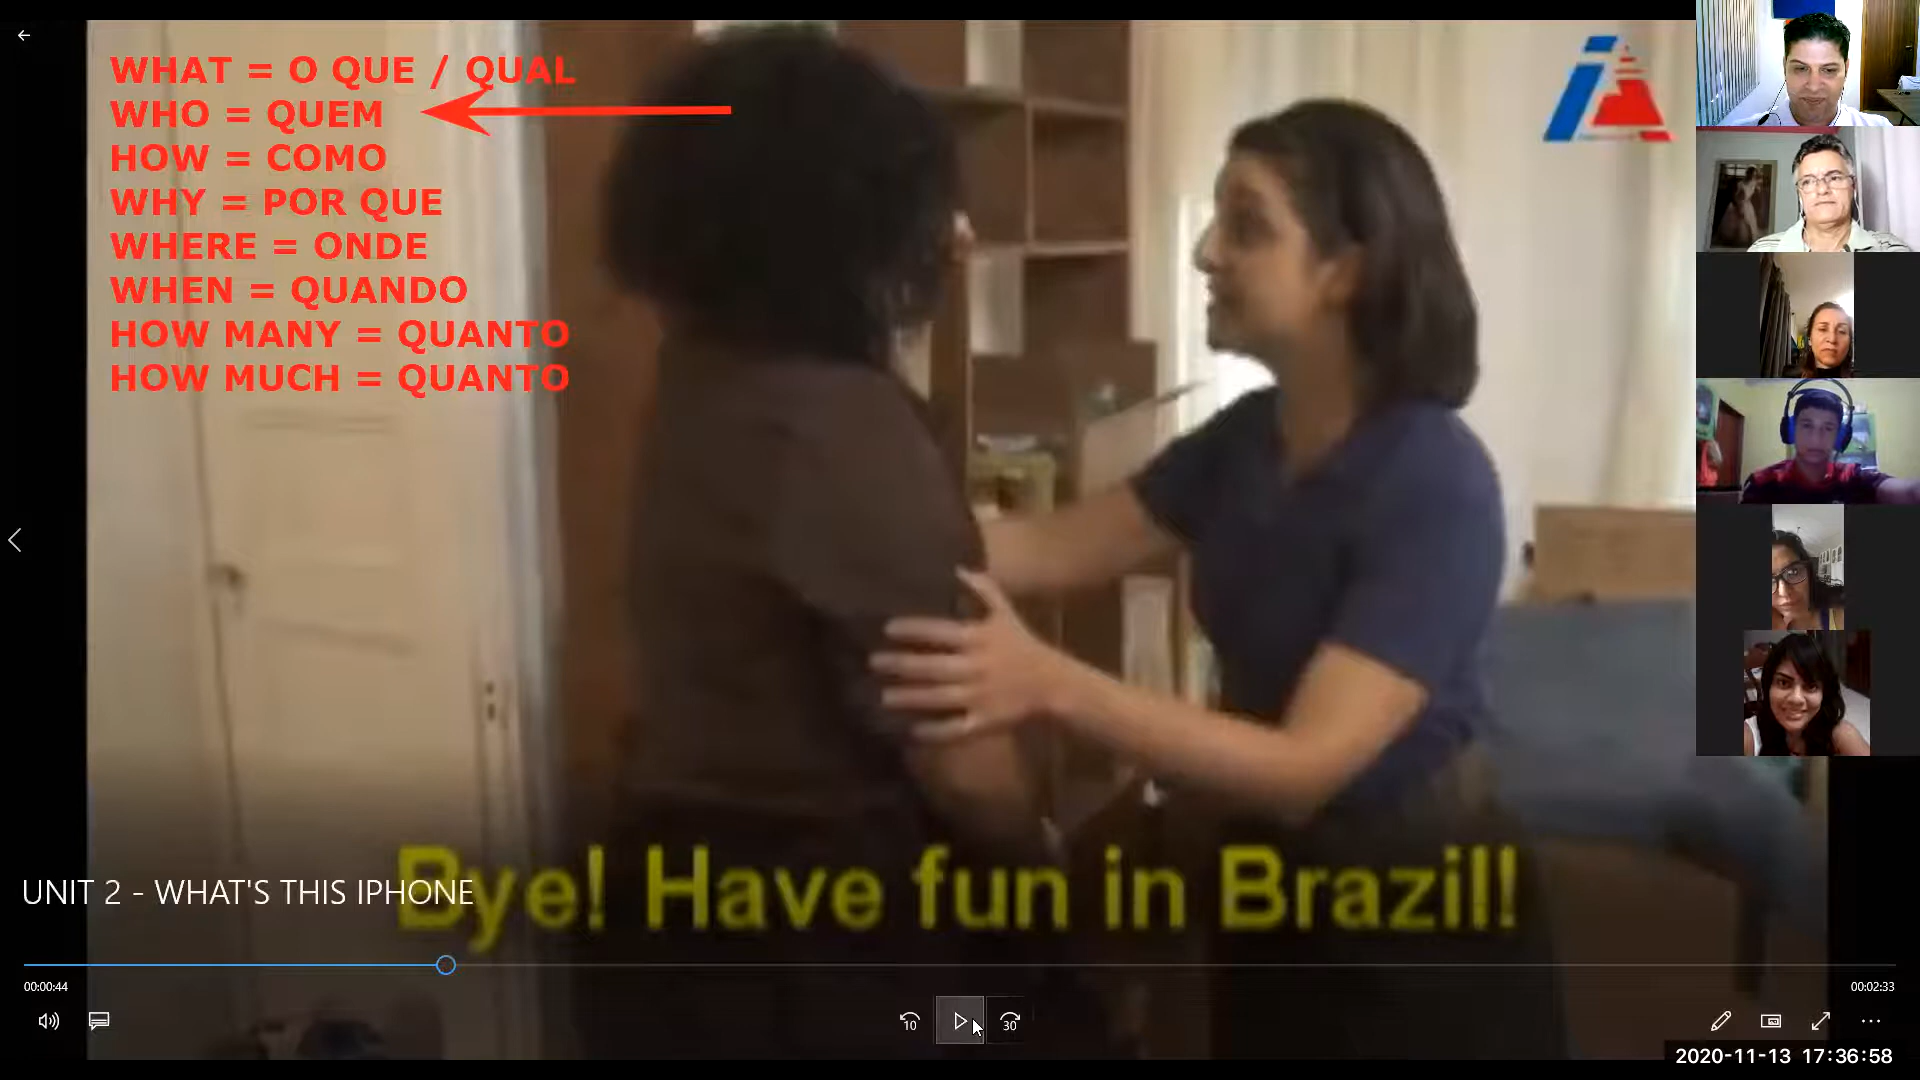 WHAT = O QUE / QUAL
WHO = QUEM
HOW = COMO
WHY = POR QUE
WHERE = ONDE
WHEN = QUANDO
HOW MANY = QUANTO
HOW MUCH = QUANTO
Bye! Have fun in Brazil!
UNIT 2 - WHAT'S THIS IPHONE
00:00:44
00:02:33
10
30
2020-11-13 17:36:58